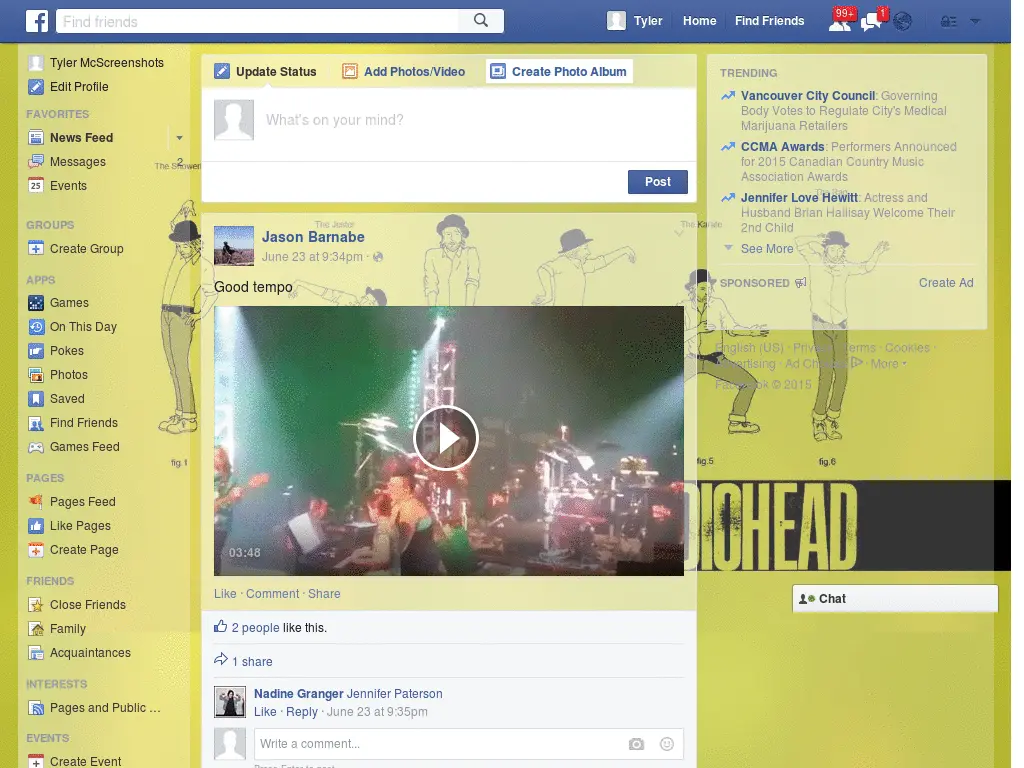 Find friends
Tyler Home Find Friends 99+ 1
Tyler McScreenshots
Edit Profile
FAVORITES
News Feed
Messages 2
Events
GROUPS
Create Group
APPS
Games
On This Day
Pokes
Photos
Saved
Find Friends
Games Feed
PAGES
Pages Feed
Like Pages
Create Page
FRIENDS
Close Friends
Family
Acquaintances
INTERESTS
Pages and Public ...
EVENTS
Create Event
25
The Shower
fig.1
Update Status Add Photos/Video Create Photo Album
What's on your mind?
Post
The Jester
The Karate
Jason Barnabe
June 23 at 9:34pm ·
Good tempo
03:48
Like · Comment · Share
2 people like this.
1 share
Nadine Granger Jennifer Paterson
Like · Reply · June 23 at 9:35pm
Write a comment...
Press Enter to post.
TRENDING
Vancouver City Council: Governing
Body Votes to Regulate City's Medical
Marijuana Retailers
CCMA Awards: Performers Announced
for 2015 Canadian Country Music
Association Awards
Jennifer Love Hewitt: Actress and
Husband Brian Hallisay Welcome Their
2nd Child
See More
SPONSORED Create Ad
English (US) · Privacy · Terms · Cookies ·
Advertising · Ad Choices · More
Facebook © 2015
fig.5
fig.6
DIOHEAD
Chat